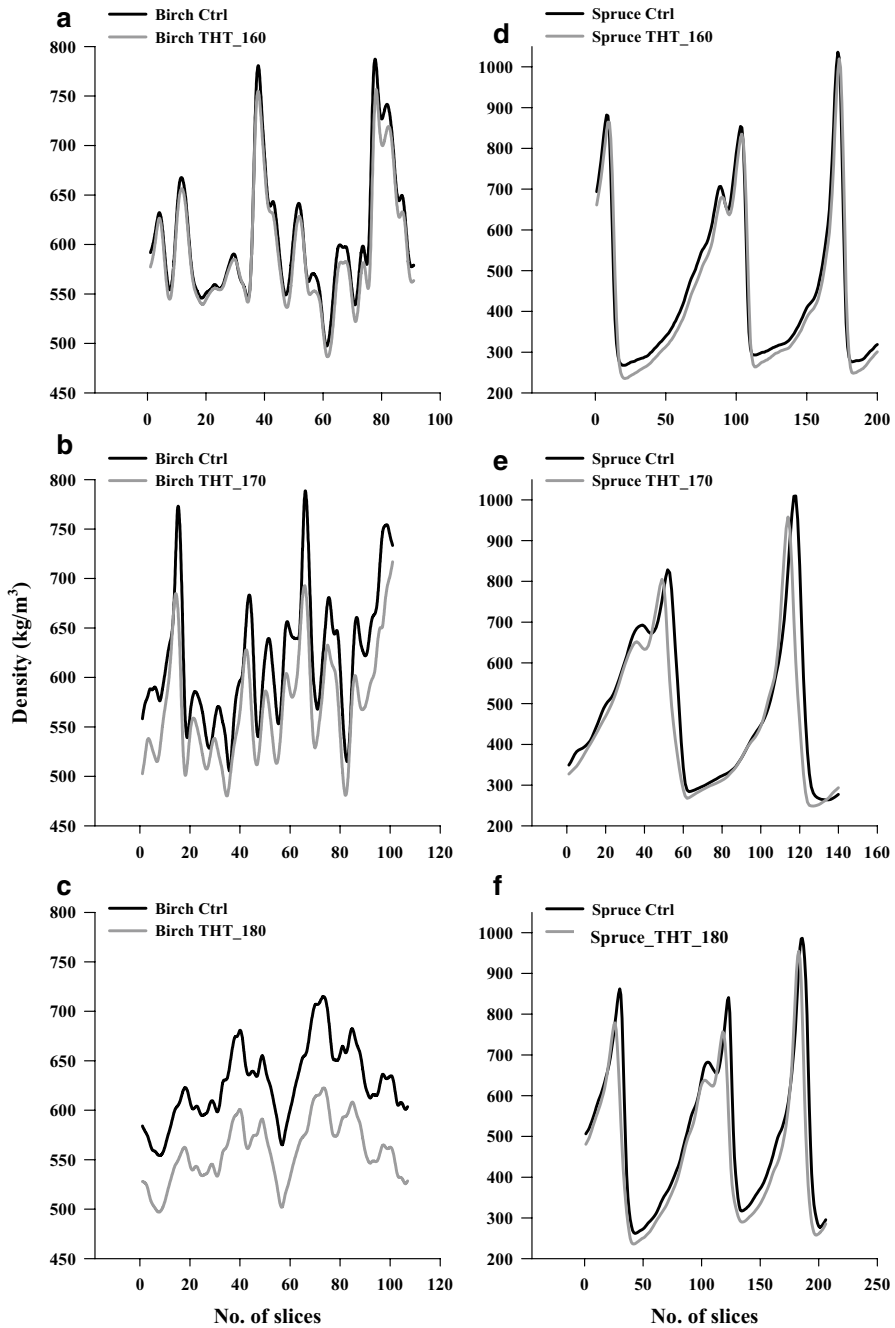 a
Birch Ctrl
Birch THT_160
800
750
700
650
600
550
500
450
0 20 40 60 80 100
d
Spruce Ctrl
Spruce THT_160
1000
900
800
700
600
500
400
300
200
0 50 100 150 200
b
Birch Ctrl
Birch THT_170
800
750
700
650
600
550
500
450
0 20 40 60 80 100 120
e
Spruce Ctrl
Spruce THT_170
1000
900
800
700
600
500
400
300
200
0 20 40 60 80 100 120 140 160
Density (kg/m³)
c
Birch Ctrl
Birch THT_180
800
750
700
650
600
550
500
450
0 20 40 60 80 100 120
No. of slices
f
Spruce Ctrl
Spruce_THT_180
1000
900
800
700
600
500
400
300
200
0 50 100 150 200 250
No. of slices